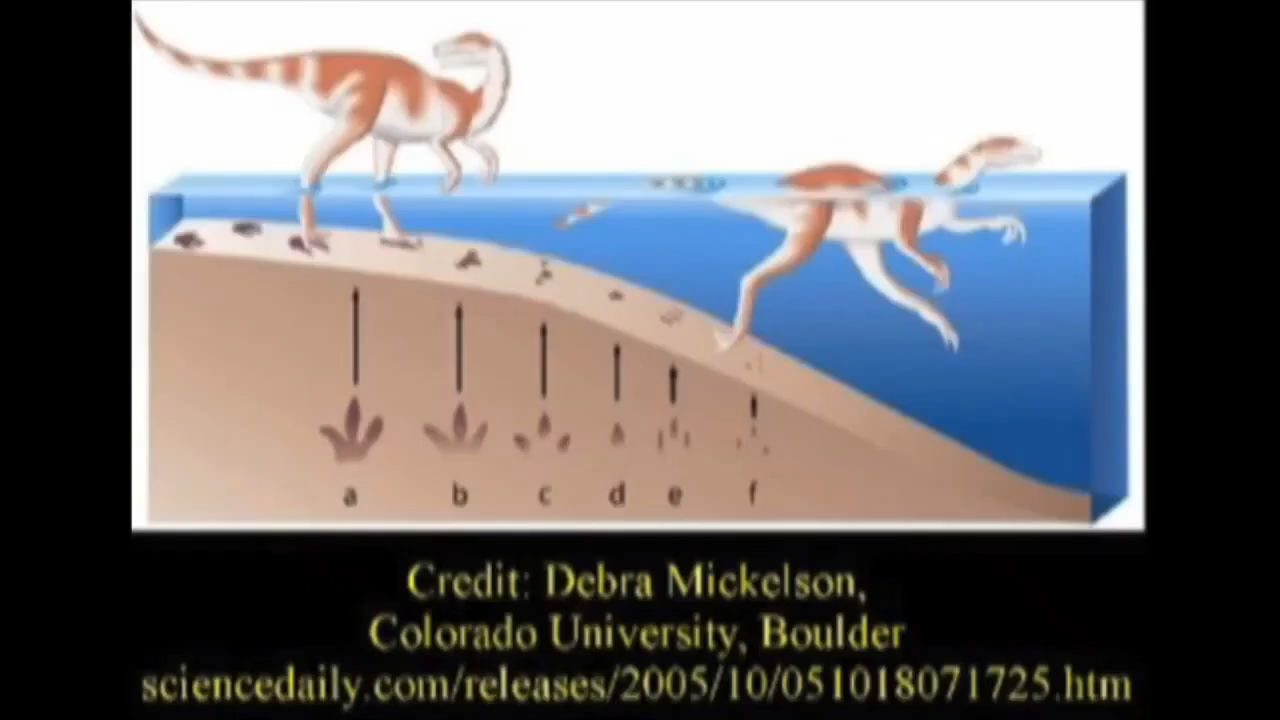 a b c d e f
Credit: Debra Mickelson,
Colorado University, Boulder
sciencedaily.com/releases/2005/10/051018071725.htm